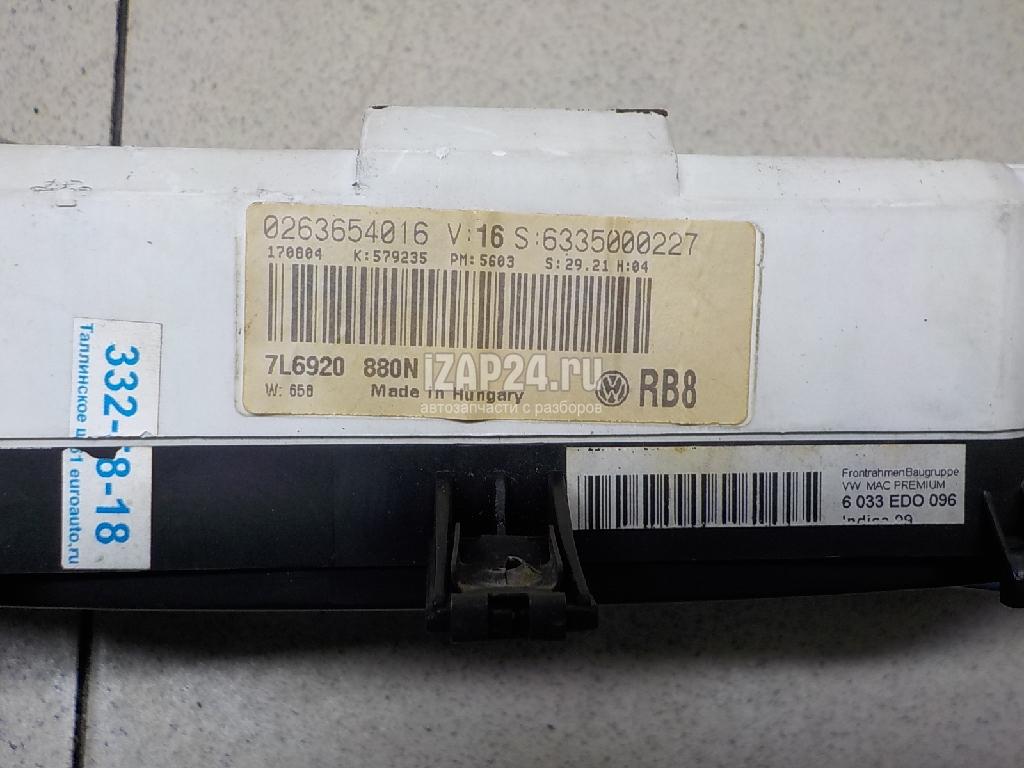 0263654016 V:16 S:6335000227
170804 K:579235 PM:5603 S:29.21 H:04
7L6920 880N
W: 658 Made in Hungary RB8
iZAP24.ru
автозапчасти с разборов
332- 8-18
Таллинское ш 61 euroauto.ru
FrontrahmenBaugruppe
VW MAC PREMIUM
6 033 EDO 096